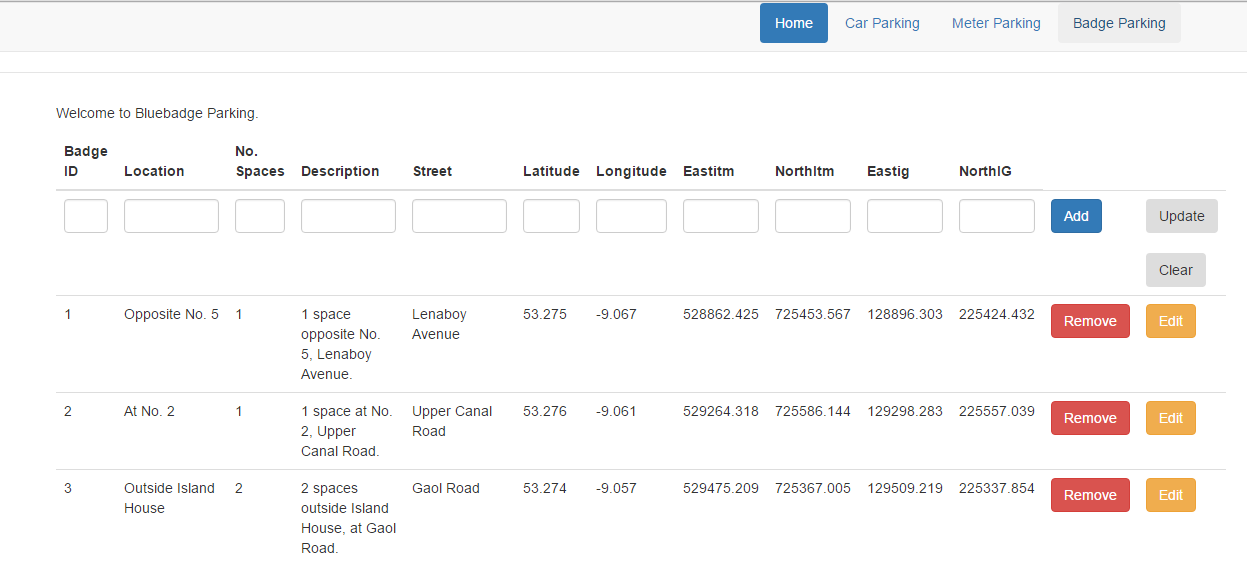 Home Car Parking Meter Parking Badge Parking
Welcome to Bluebadge Parking.
Badge ID Location No. Spaces Description Street Latitude Longitude Eastitm NorthItm Eastig NorthIG
Add Update
Clear
1 Opposite No. 5 1 1 space Lenaboy 53.275 -9.067 528862.425 725453.567 128896.303 225424.432 Remove Edit
opposite No. Avenue
5, Lenaboy
Avenue.
2 At No. 2 1 1 space at No. Upper Canal 53.276 -9.061 529264.318 725586.144 129298.283 225557.039 Remove Edit
2, Upper Road
Canal Road.
3 Outside Island 2 2 spaces Gaol Road 53.274 -9.057 529475.209 725367.005 129509.219 225337.854 Remove Edit
House outside Island
House, at Gaol
Road.